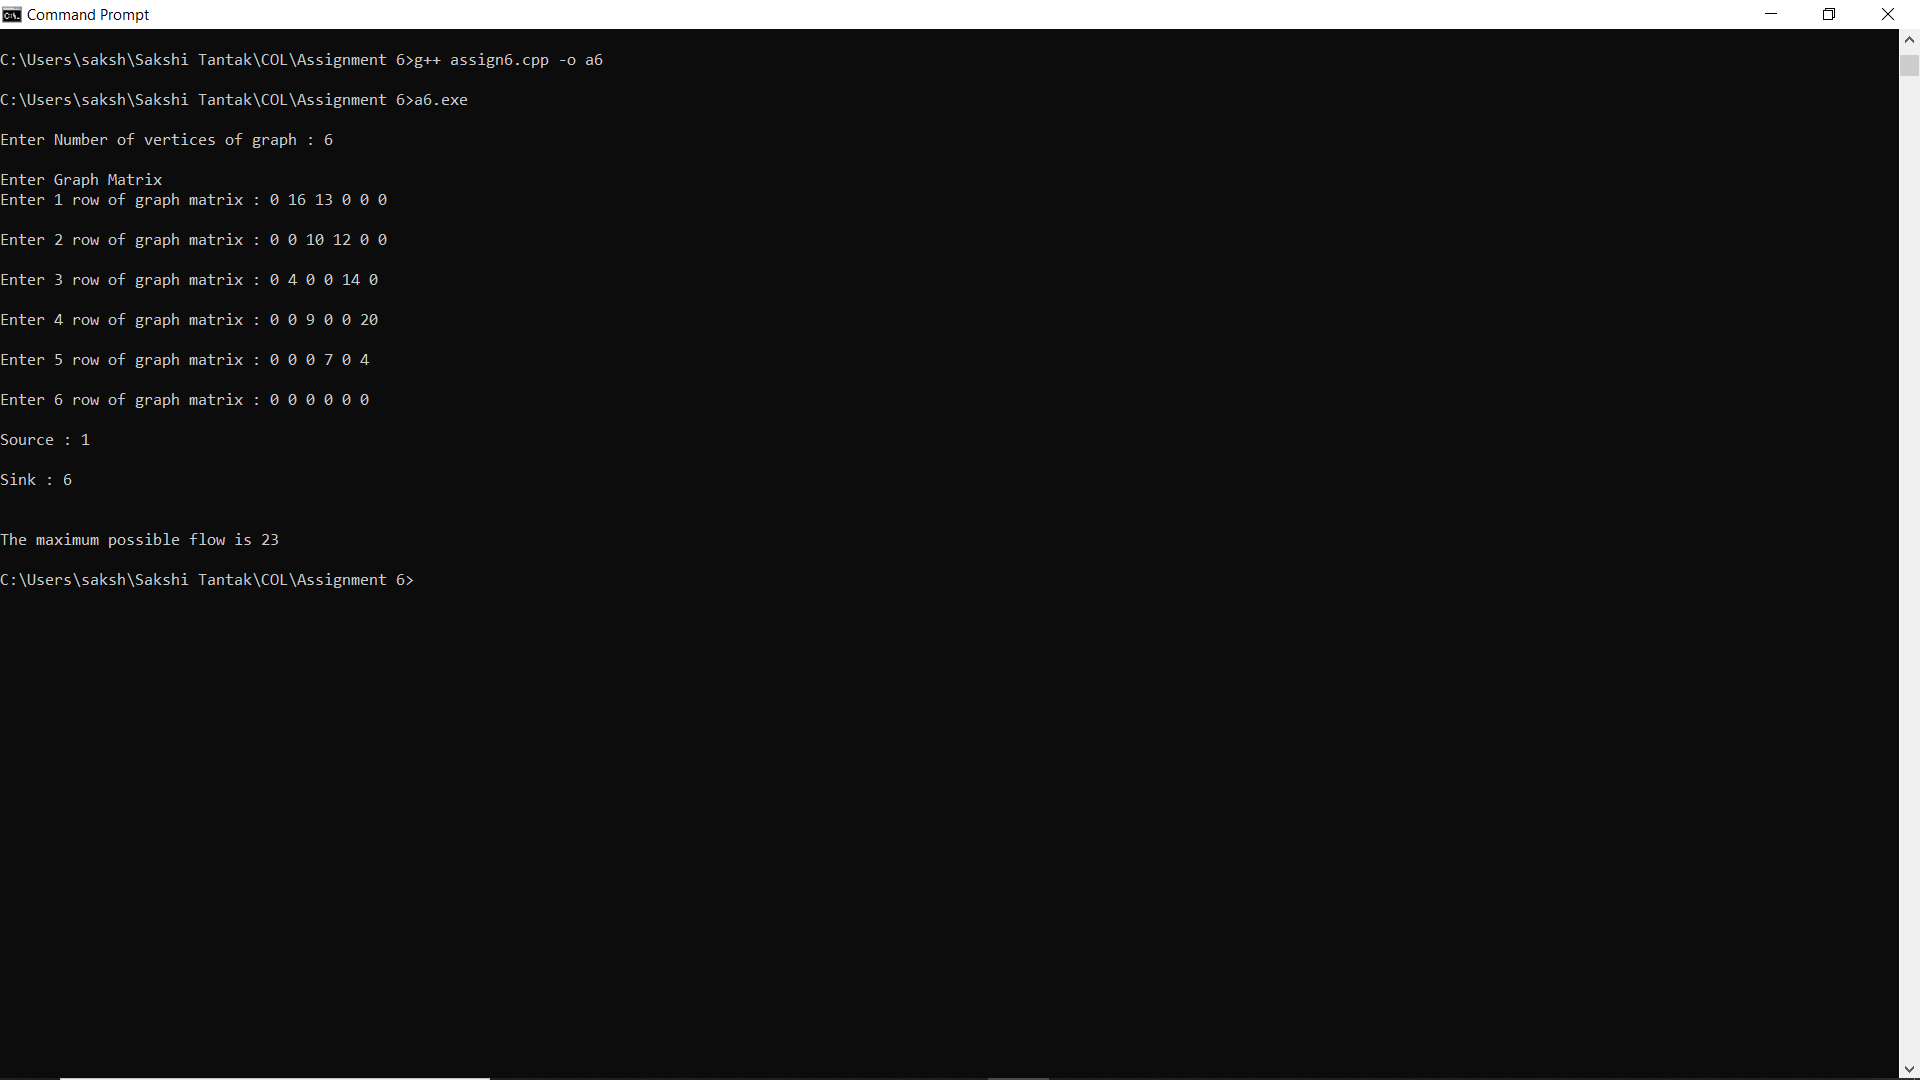 Command Prompt
C:\Users\saksh\Sakshi Tantak\COL\Assignment 6>g++ assign6.cpp -o a6
C:\Users\saksh\Sakshi Tantak\COL\Assignment 6>a6.exe
Enter Number of vertices of graph : 6
Enter Graph Matrix
Enter 1 row of graph matrix : 0 16 13 0 0 0
Enter 2 row of graph matrix : 0 0 10 12 0 0
Enter 3 row of graph matrix : 0 4 0 0 14 0
Enter 4 row of graph matrix : 0 0 9 0 0 20
Enter 5 row of graph matrix : 0 0 0 7 0 4
Enter 6 row of graph matrix : 0 0 0 0 0 0
Source : 1
Sink : 6
The maximum possible flow is 23
C:\Users\saksh\Sakshi Tantak\COL\Assignment 6>